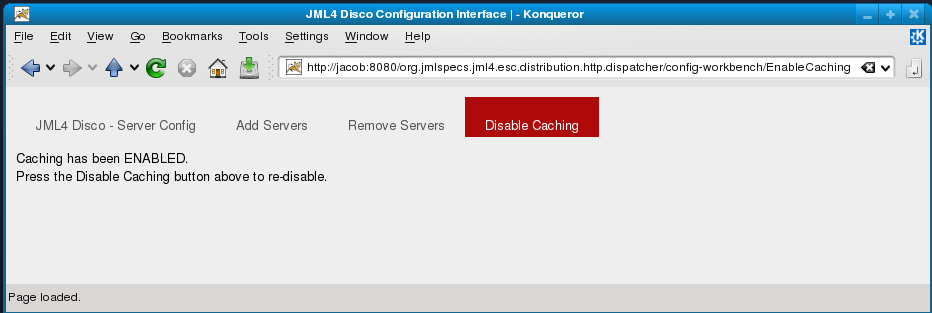 JML4 Disco Configuration Interface | - Konqueror
File Edit View Go Bookmarks Tools Settings Window Help
http://jacob:8080/org.jmlspecs.jml4.esc.distribution.http.dispatcher/config-workbench/EnableCaching
JML4 Disco - Server Config Add Servers Remove Servers Disable Caching
Caching has been ENABLED.
Press the Disable Caching button above to re-disable.
Page loaded.